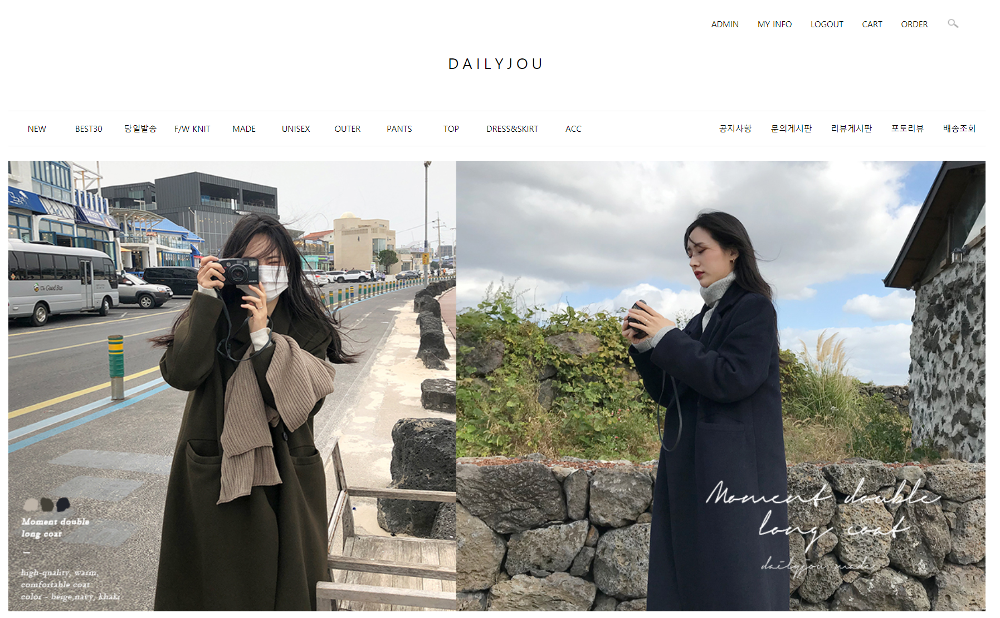 ADMIN MY INFO LOGOUT CART ORDER
DAILYJOU
NEW BEST30 당일발송 F/W KNIT MADE UNISEX OUTER PANTS TOP DRESS&SKIRT ACC 공지사항 문의게시판 리뷰게시판 포토리뷰 배송조회
The Good Bus
Moment double
long coat
high-quality, warm,
comfortable coat
color - beige,navy, khaki
Moment double
long coat
dailyjou made